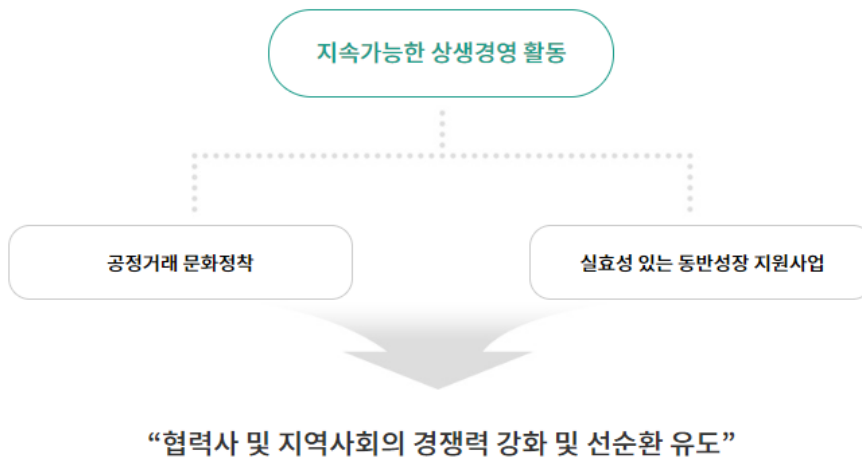 지속가능한 상생경영 활동
공정거래 문화정착
실효성 있는 동반성장 지원사업
“협력사 및 지역사회의 경쟁력 강화 및 선순환 유도”